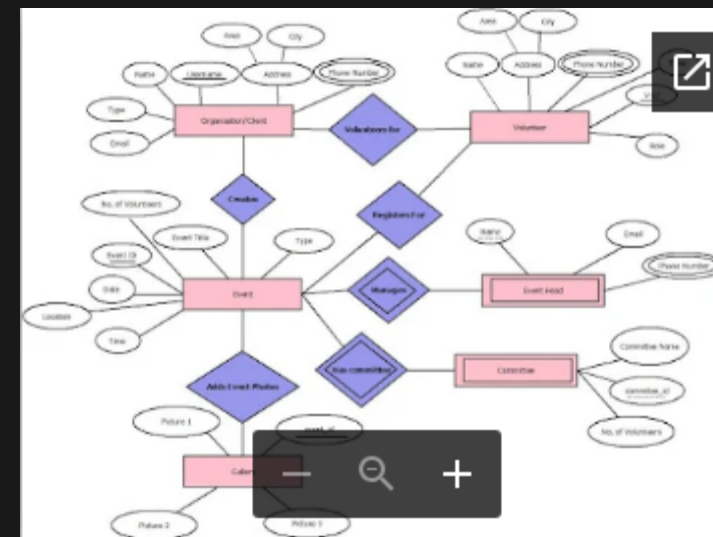 Area
City
Area
City
Name
Username
Address
Phone Number
Name
Address
Phone Number
Type
Organisation/Client
Volunteers for
Volunteer
Email
Role
Creates
No. of Volunteers
Registers For
Event Title
Type
Name
Email
Event ID
Phone Number
Date
Event
Manages
Event Head
Location
Time
Committee Name
Has committee
Committee
committee_id
Add Event Photos
Picture 1
event_id
No. of Volunteers
Picture 2
Picture 3